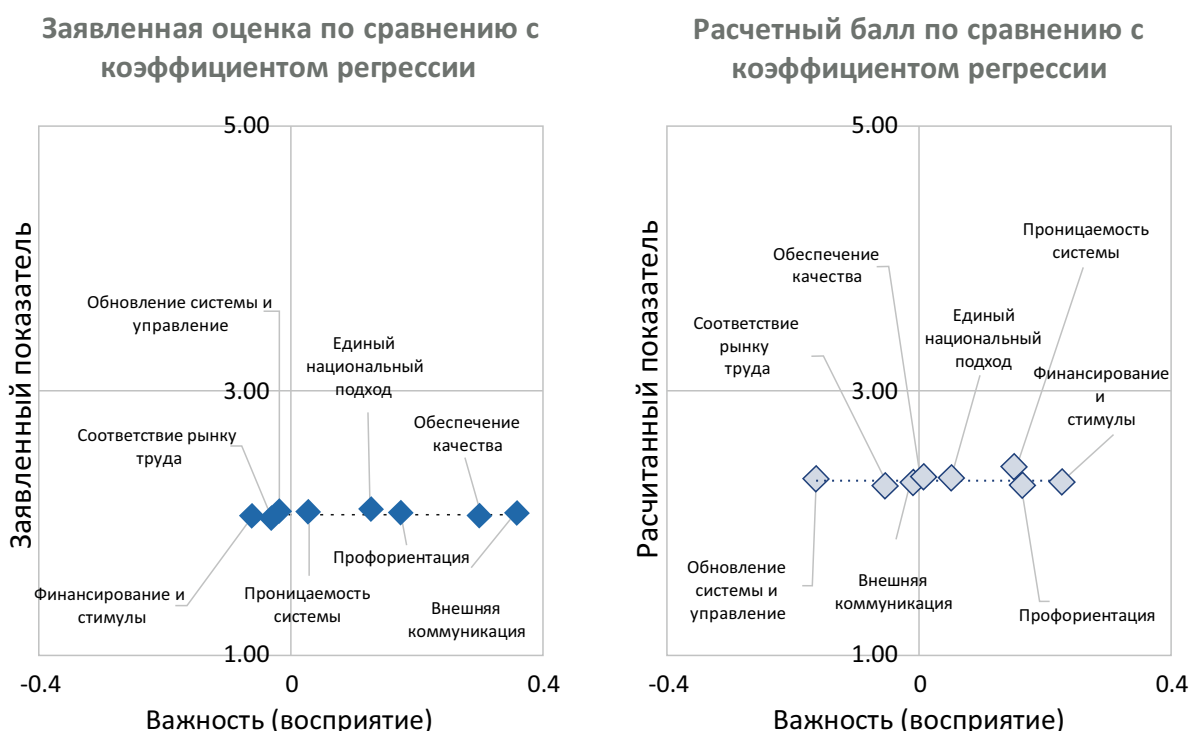 Заявленная оценка по сравнению с
коэффициентом регрессии
5.00
Заявленный показатель
Обновление системы и
управление
Единый
национальный
подход
3.00
Соответствие рынку
труда
Обеспечение
качества
Профориентация
Финансирование и
стимулы
Проницаемость
системы
Внешняя
коммуникация
1.00
-0.4
0
0.4
Важность (восприятие)
Расчетный балл по сравнению с
коэффициентом регрессии
5.00
Расчитанный показатель
Проницаемость
системы
Обеспечение
качества
Соответствие
рынку
труда
Единый
национальный
подход
Финансирование
и
стимулы
3.00
Обновление
системы и
управление
Внешняя
коммуникация
Профориентация
1.00
-0.4
0
0.4
Важность (восприятие)